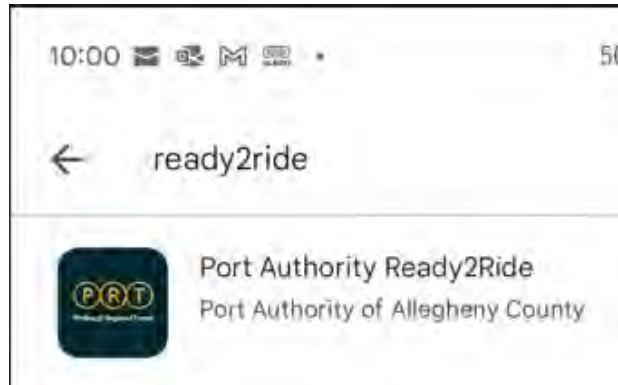 10:00
ready2ride
Port Authority Ready2Ride
PRT
Port Authority of Allegheny County